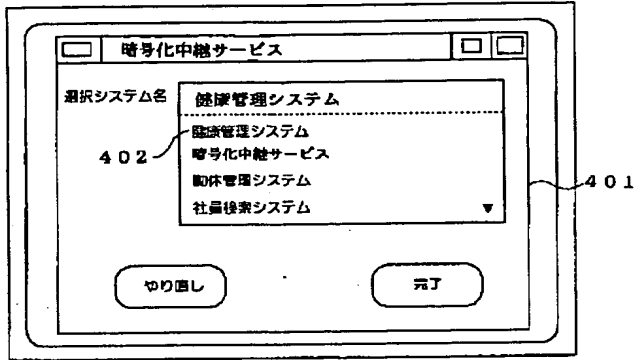 暗号化中継サービス
選択システム名 健康管理システム
402 健康管理システム
暗号化中継サービス
勤休管理システム
社員検索システム ▼
401
やり直し 完了